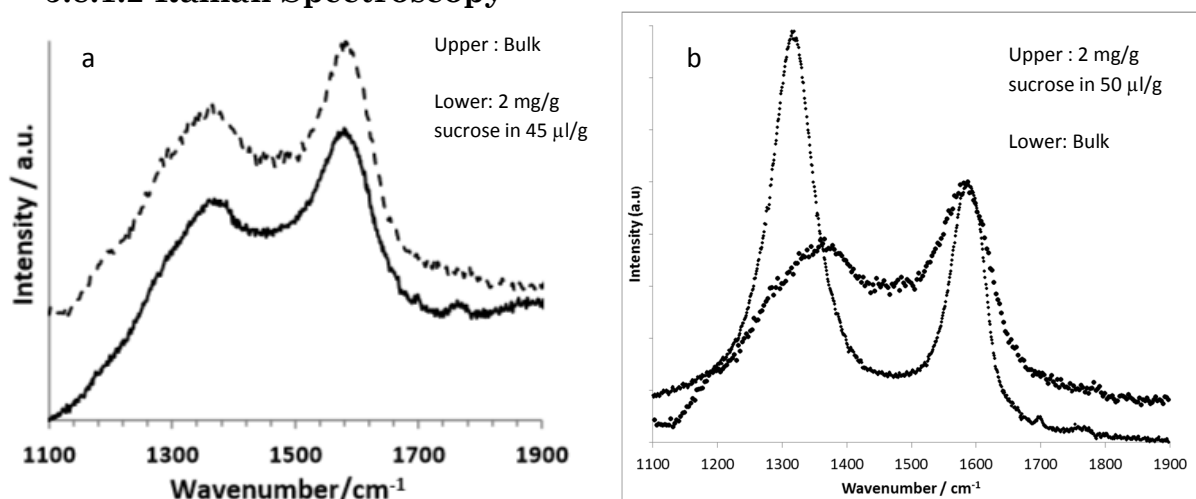 Raman Spectroscopy
a
Upper : Bulk
Lower: 2 mg/g
sucrose in 45 µl/g
Intensity / a.u.
1100 1300 1500 1700 1900
Wavenumber/cm⁻¹
b
Upper : 2 mg/g
sucrose in 50 µl/g
Lower: Bulk
Intensity (a.u)
1100 1200 1300 1400 1500 1600 1700 1800 1900
Wavenumber / cm⁻¹